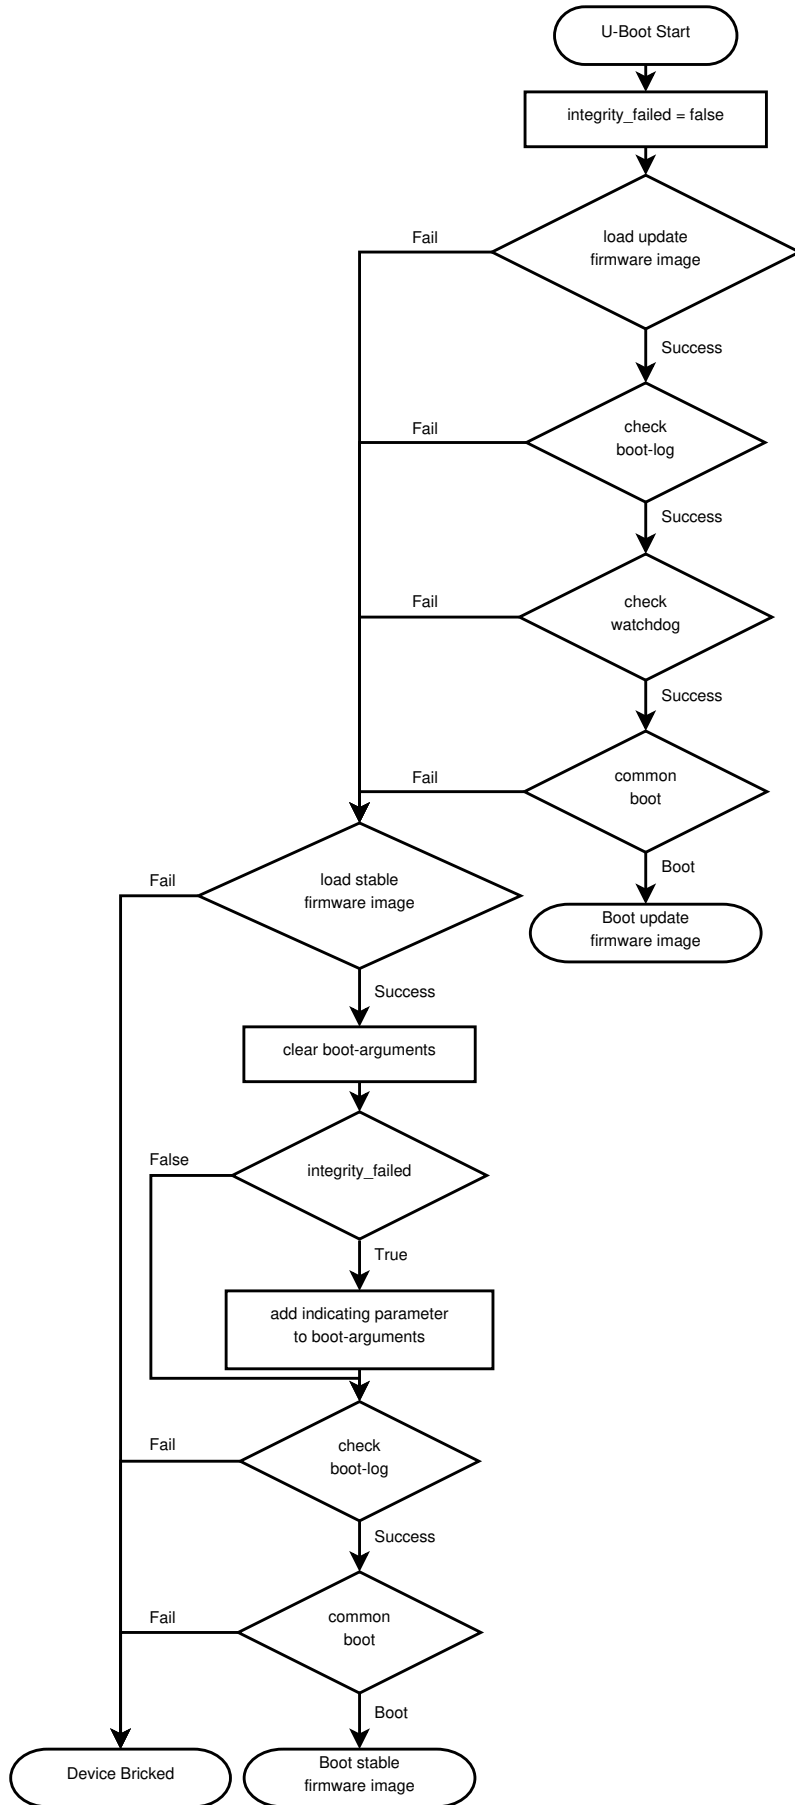 U-Boot Start
integrity_failed = false
load update
firmware image
Fail
Success
check
boot-log
Fail
Success
check
watchdog
Fail
Success
common
boot
Fail
Boot
Boot update
firmware image
load stable
firmware image
Fail
Success
clear boot-arguments
integrity_failed
False
True
add indicating parameter
to boot-arguments
check
boot-log
Fail
Success
common
boot
Fail
Boot
Device Bricked
Boot stable
firmware image